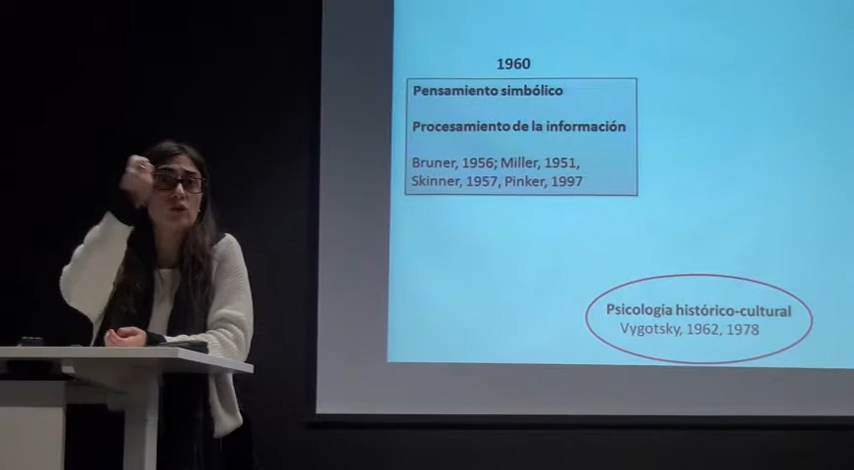 1960
Pensamiento simbólico
Procesamiento de la información
Bruner, 1956; Miller, 1951,
Skinner, 1957, Pinker, 1997
Psicología histórico-cultural
Vygotsky, 1962, 1978